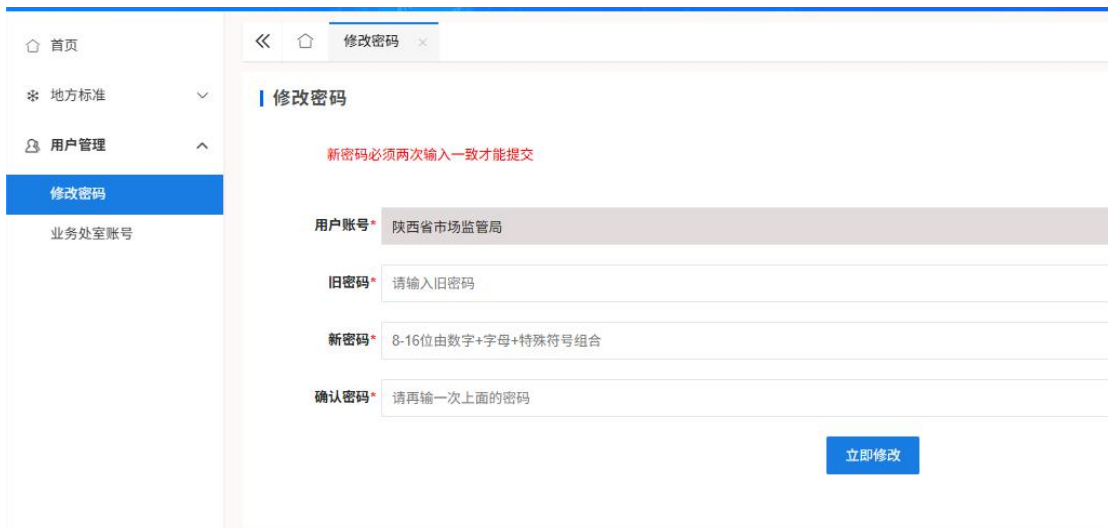 首页
修改密码
地方标准
修改密码
用户管理
新密码必须两次输入一致才能提交
修改密码
用户账号* 陕西省市场监管局
业务处室账号
旧密码* 请输入旧密码
新密码* 8-16位由数字+字母+特殊符号组合
确认密码* 请再输一次上面的密码
立即修改